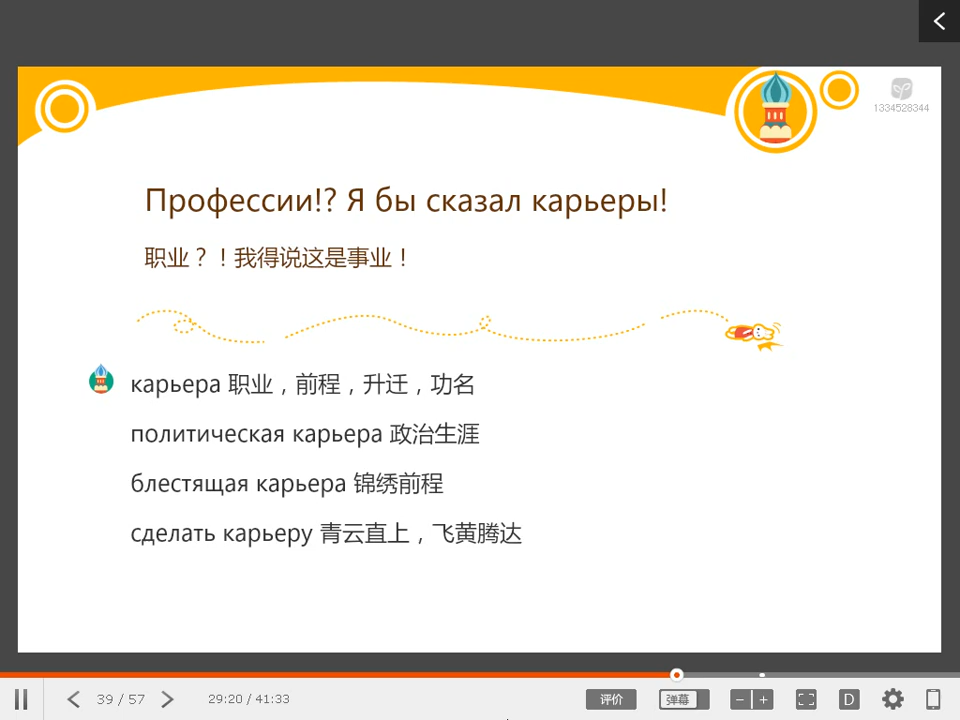 1334526344
Профессии!? Я бы сказал карьеры!
职业？！我得说这是事业！
карьера 职业，前程，升迁，功名
политическая карьера 政治生涯
блестящая карьера 锦绣前程
сделать карьеру 青云直上，飞黄腾达
39 / 57 29:20 / 41:33 评价 弹幕 D